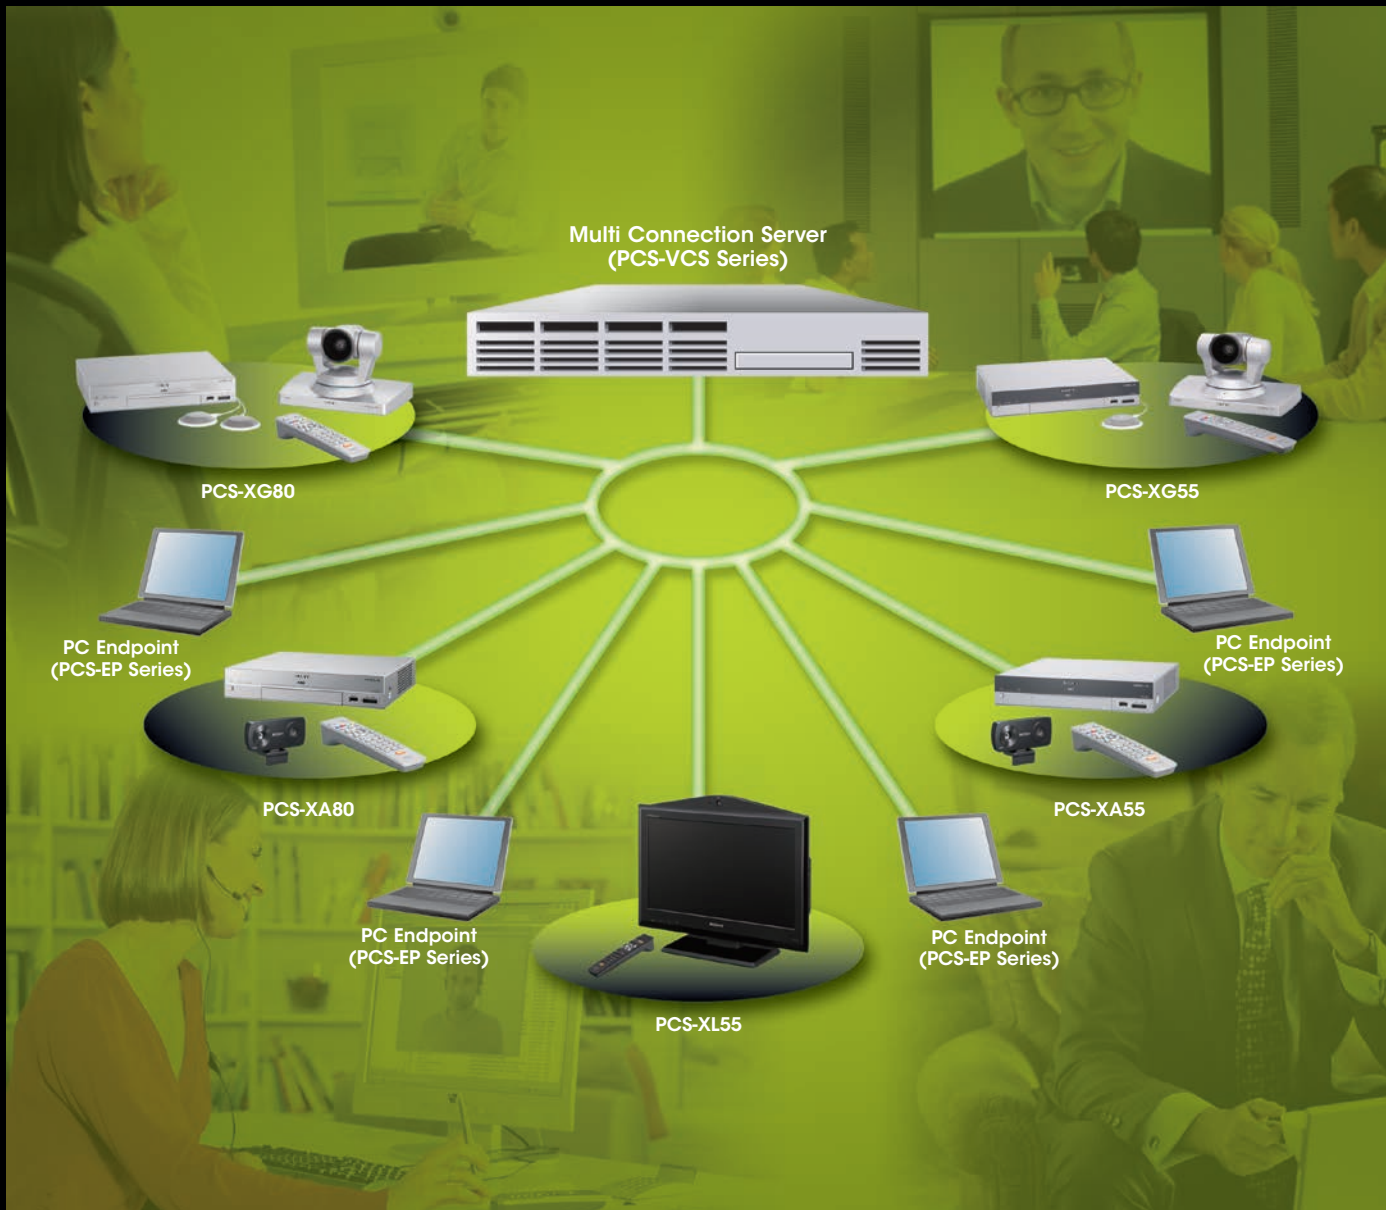 Multi Connection Server
(PCS-VCS Series)
PCS-XG80
PCS-XG55
PC Endpoint
(PCS-EP Series)
PC Endpoint
(PCS-EP Series)
PCS-XA80
PCS-XA55
PC Endpoint
(PCS-EP Series)
PC Endpoint
(PCS-EP Series)
PCS-XL55